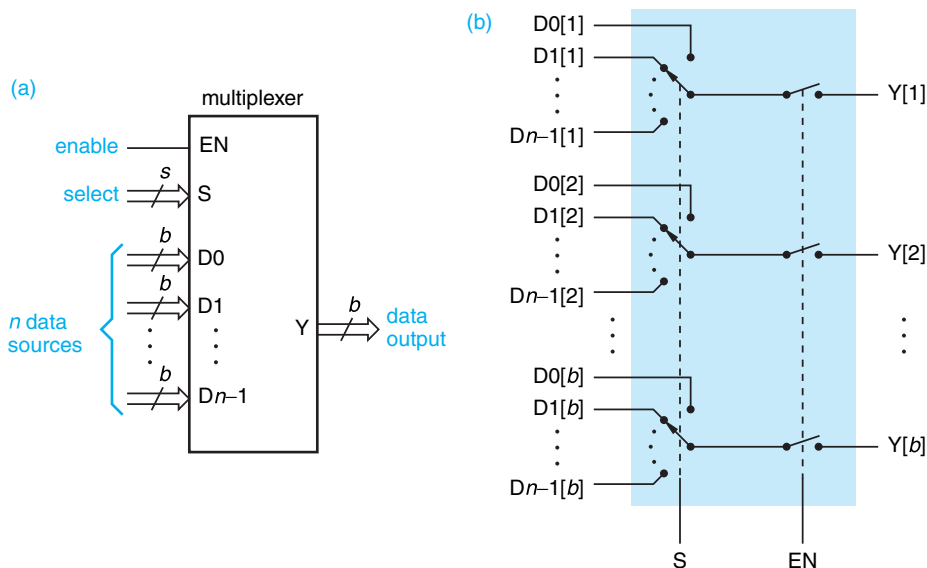 (a)
multiplexer
enable
EN
s
select
S
b
D0
b
D1
n data
sources
Y
b
data
output
b
Dn–1
(b)
D0[1]
D1[1]
Dn–1[1]
Y[1]
D0[2]
D1[2]
Dn–1[2]
Y[2]
D0[b]
D1[b]
Dn–1[b]
Y[b]
S
EN